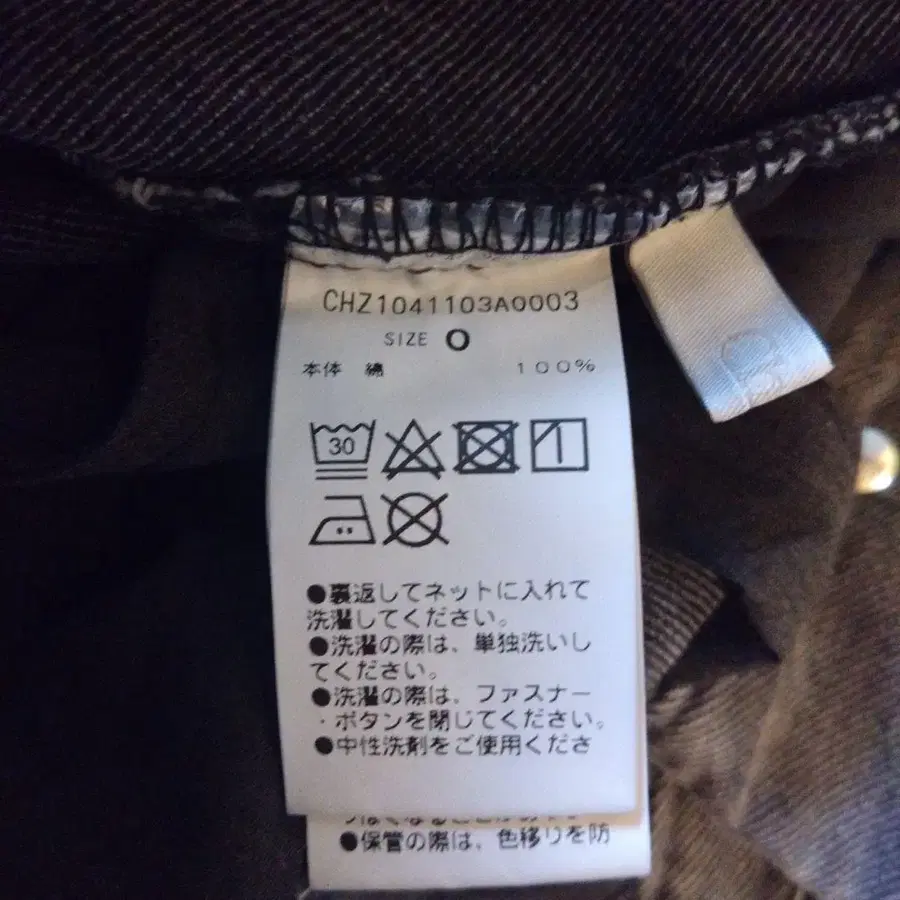 CHZ1041103A0003
SIZE 0
本体 綿 100%
30
●裏返してネットに入れて
洗濯してください。
●洗濯の際は、単独洗いし
てください。
●洗濯の際は、ファスナー
・ボタンを閉じてください。
●中性洗剤をご使用くださ
●保管の際は、色移りを防